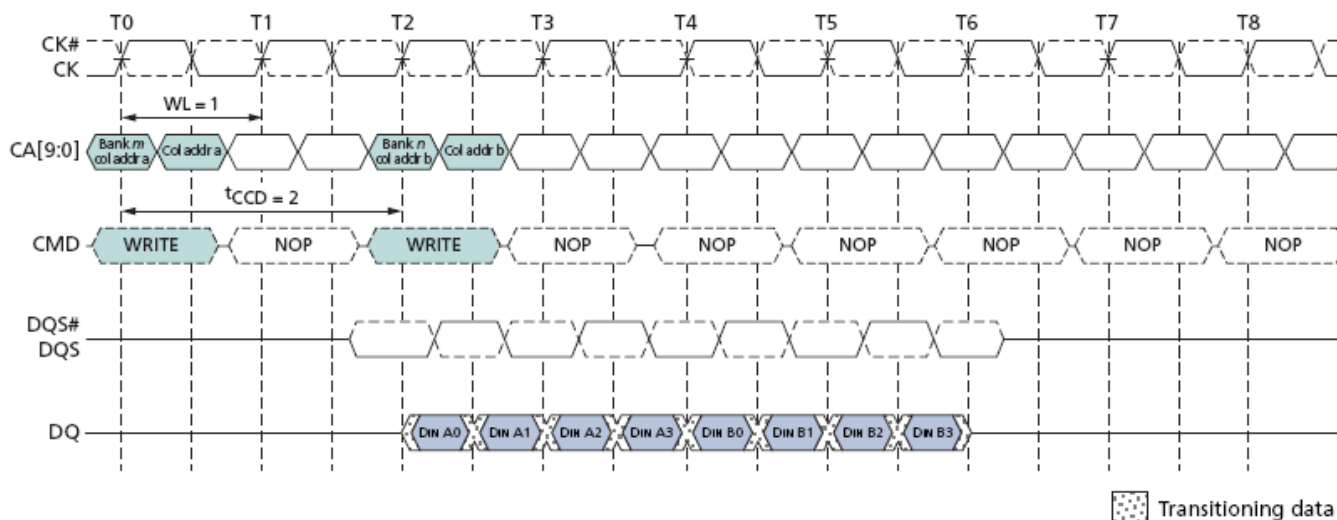 T0 T1 T2 T3 T4 T5 T6 T7 T8
CK#
CK
WL = 1
CA[9:0]
Bank m
col addr a
Col addr a
Bank n
col addr b
Col addr b
tCCD = 2
CMD WRITE NOP WRITE NOP NOP NOP NOP NOP NOP
DQS#
DQS
DQ DIN A0 DIN A1 DIN A2 DIN A3 DIN B0 DIN B1 DIN B2 DIN B3
Transitioning data